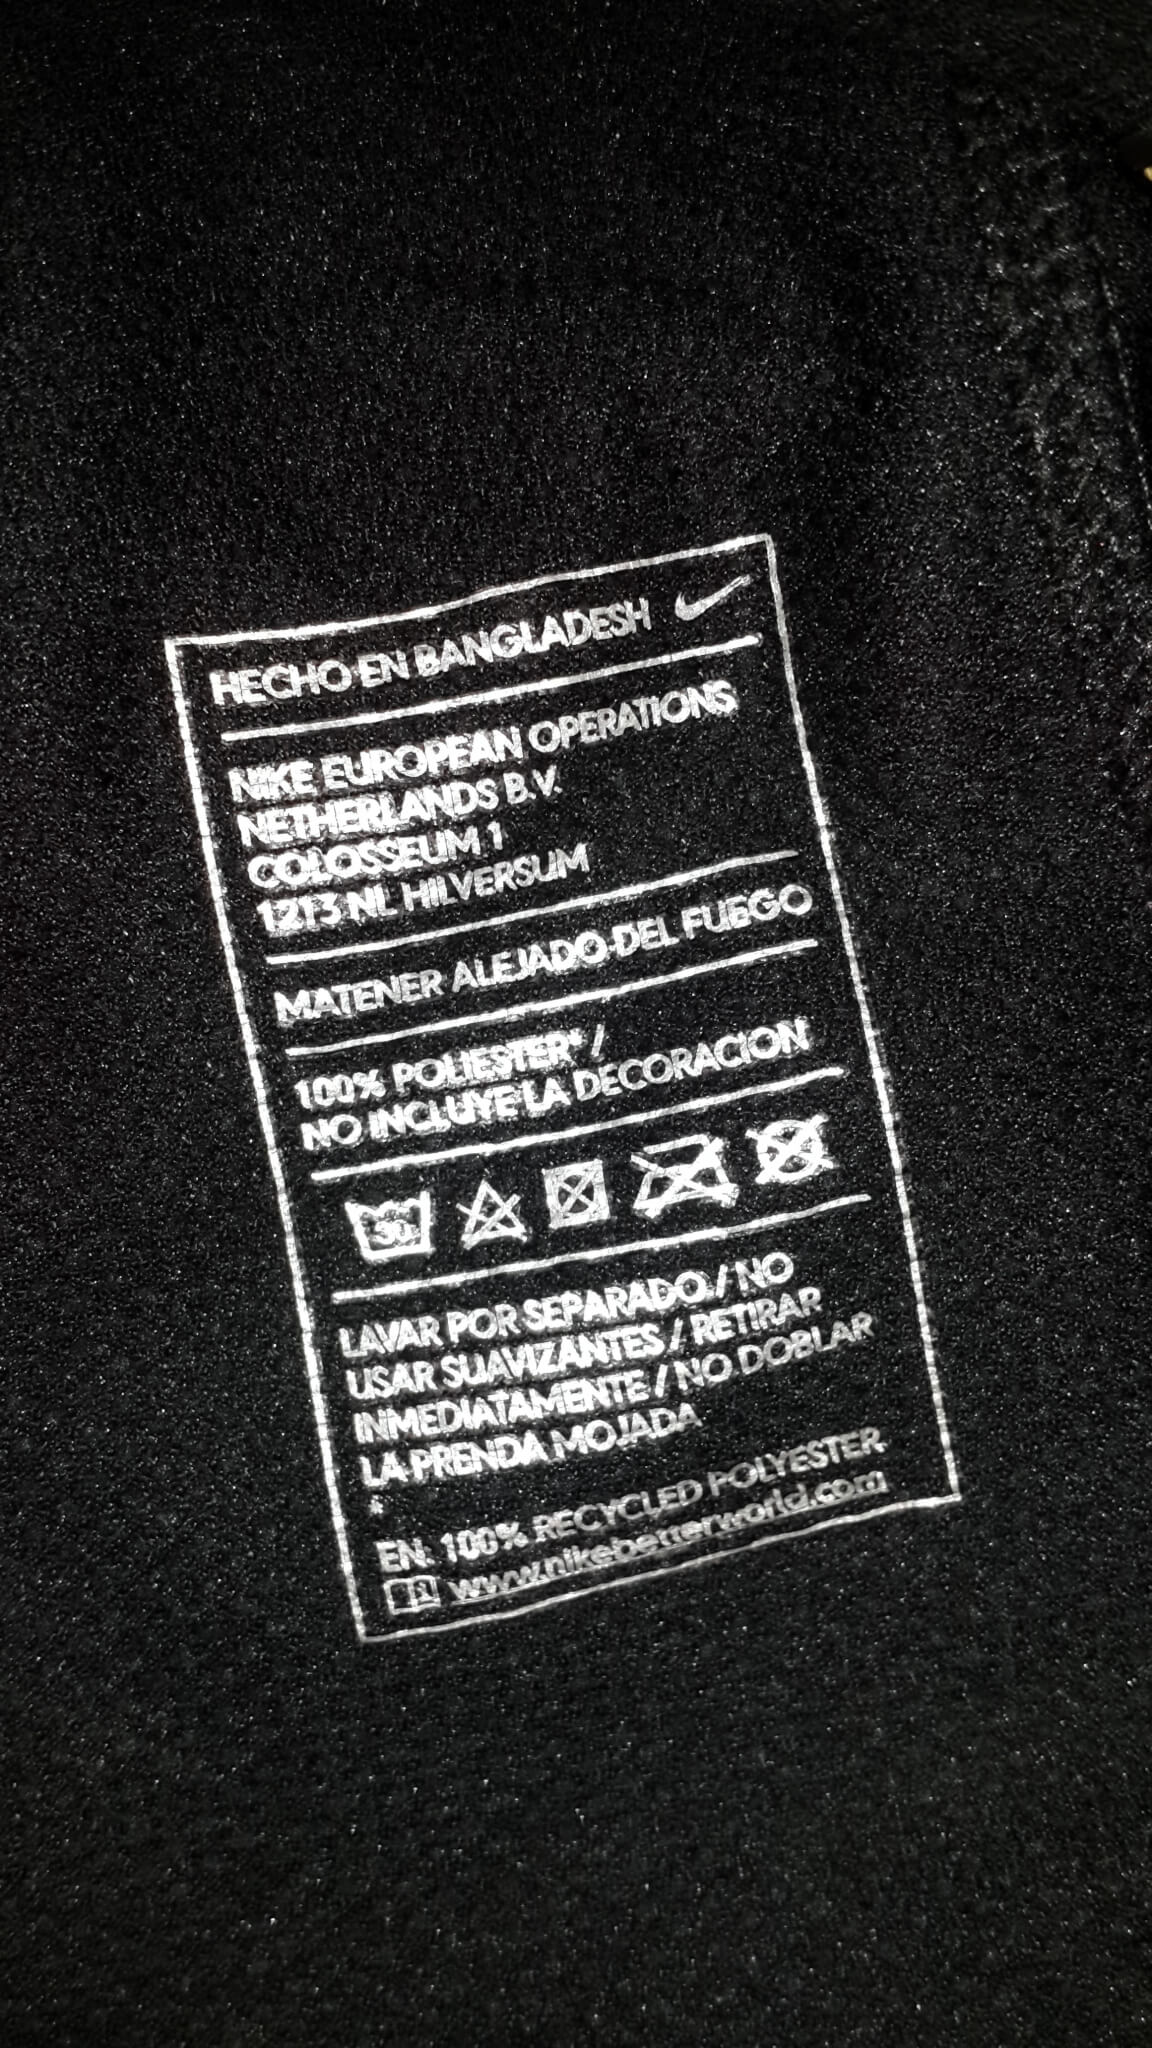 HECHO EN BANGLADESH
NIKE EUROPEAN OPERATIONS
NETHERLANDS B.V.
COLOSSEUM 1
1213 NL HILVERSUM
MATENER ALEJADO DEL FUEGO
100% POLIESTER* /
NO INCLUYE LA DECORACION
30
LAVAR POR SEPARADO / NO
USAR SUAVIZANTES / RETIRAR
INMEDIATAMENTE / NO DOBLAR
LA PRENDA MOJADA
*
EN: 100% RECYCLED POLYESTER
www.nikebetterworld.com